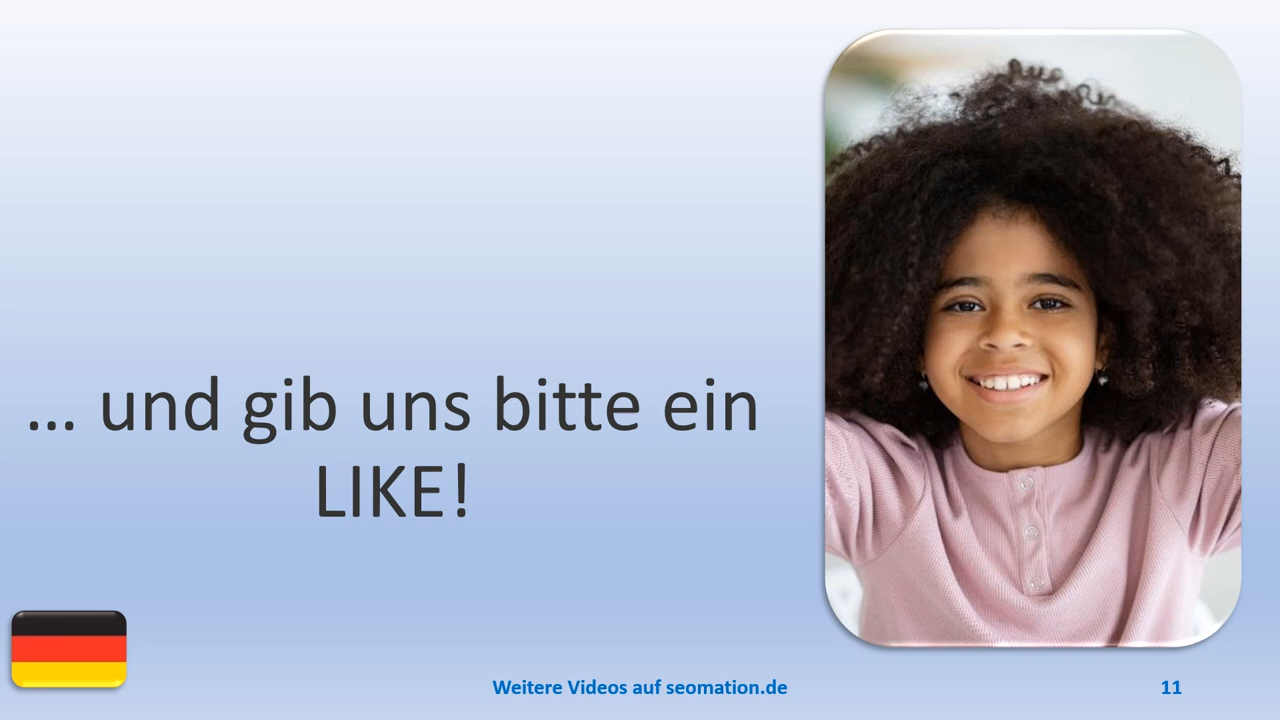 ... und gib uns bitte ein
LIKE!
Weitere Videos auf seomation.de
11